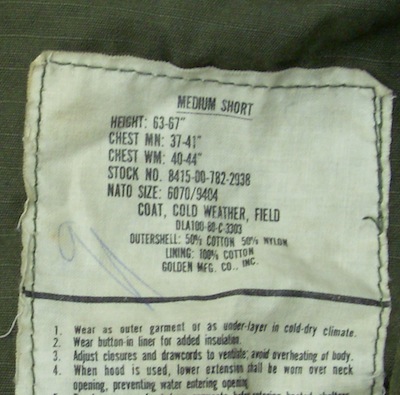 MEDIUM SHORT
HEIGHT: 63-67"
CHEST MN: 37-41"
CHEST WM: 40-44"
STOCK NO. 8415-00-782-2938
NATO SIZE: 6070/9404
COAT, COLD WEATHER, FIELD
DLA100-80-C-3303
OUTERSHELL: 50% COTTON 50% NYLON
LINING: 100% COTTON
GOLDEN MFG. CO., INC.
1. Wear as outer garment or as under-layer in cold-dry climate.
2. Wear button-in liner for added insulation.
3. Adjust closures and drawcords to ventilate; avoid overheating of body.
4. When hood is used, lower extension shall be worn over neck
opening, preventing water entering opening